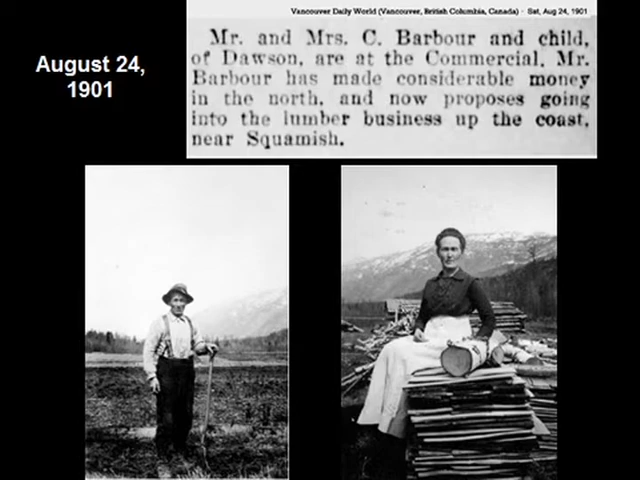 Vancouver Daily World (Vancouver, British Columbia, Canada) · Sat, Aug 24, 1901
August 24,
1901
Mr. and Mrs. C. Barbour and child,
of Dawson, are at the Commercial. Mr.
Barbour has made considerable money
in the north, and now proposes going
into the lumber business up the coast,
near Squamish.